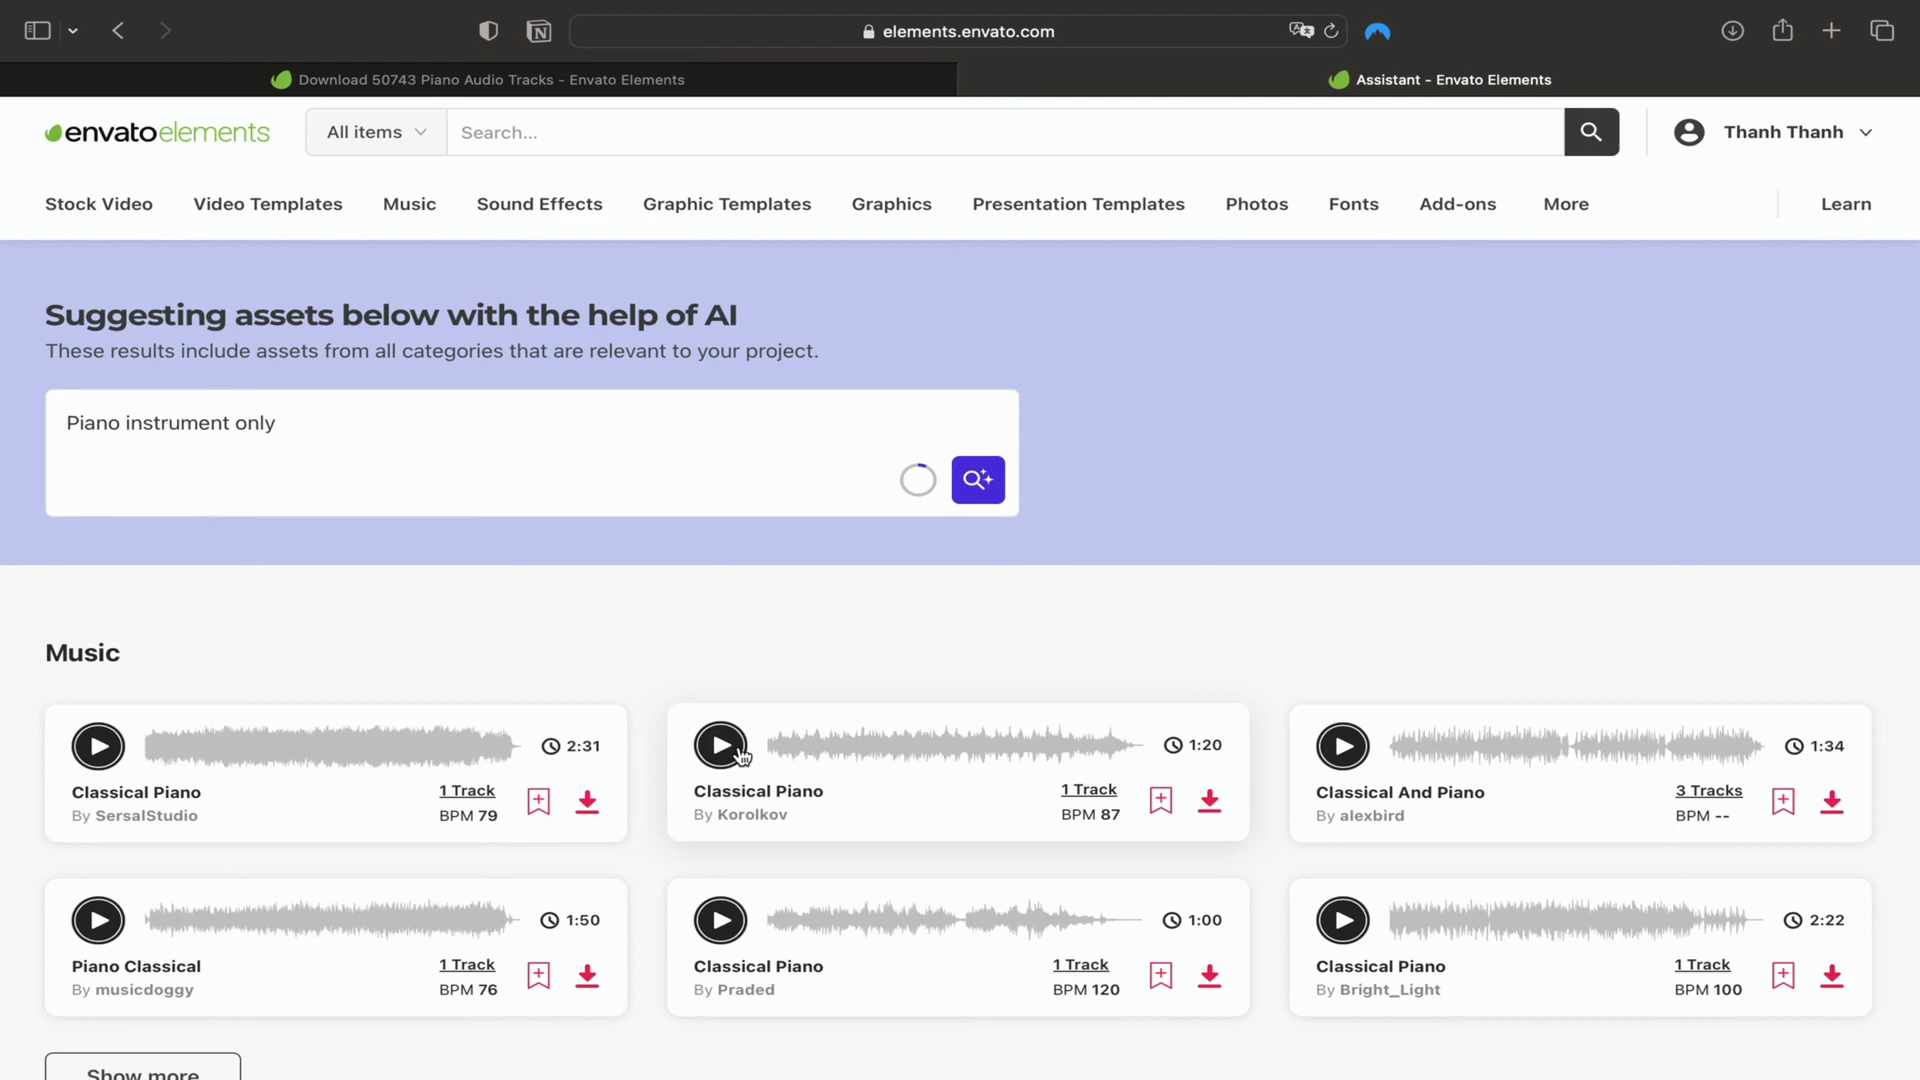 elements.envato.com
Download 50743 Piano Audio Tracks - Envato Elements
Assistant - Envato Elements
envatoelements
All items
Search...
Thanh Thanh
Stock Video
Video Templates
Music
Sound Effects
Graphic Templates
Graphics
Presentation Templates
Photos
Fonts
Add-ons
More
Learn
Suggesting assets below with the help of AI
These results include assets from all categories that are relevant to your project.
Piano instrument only
Music
2:31
Classical Piano
1 Track
By SersalStudio
BPM 79
1:20
Classical Piano
1 Track
By Korolkov
BPM 87
1:34
Classical And Piano
3 Tracks
By alexbird
BPM --
1:50
Piano Classical
1 Track
By musicdoggy
BPM 76
1:00
Classical Piano
1 Track
By Praded
BPM 120
2:22
Classical Piano
1 Track
By Bright_Light
BPM 100
Show more